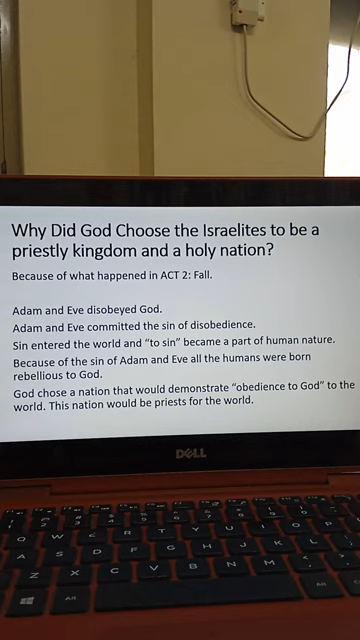 Why Did God Choose the Israelites to be a
priestly kingdom and a holy nation?
Because of what happened in ACT 2: Fall.
Adam and Eve disobeyed God.
Adam and Eve committed the sin of disobedience.
Sin entered the world and “to sin” became a part of human nature.
Because of the sin of Adam and Eve all the humans were born
rebellious to God.
God chose a nation that would demonstrate “obedience to God” to the
world. This nation would be priests for the world.
DELL
Q W E R T Y U I O P
A S D F G H J K L
Z X C V B N M
Alt Alt Ctrl